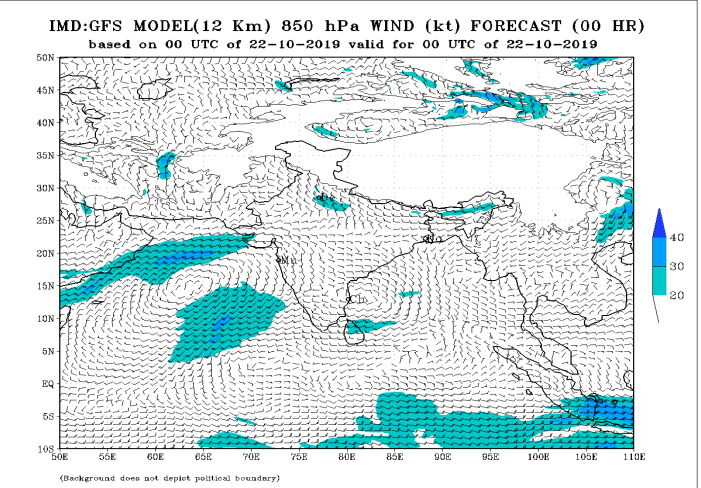 IMD:GFS MODEL(12 Km) 850 hPa WIND (kt) FORECAST (00 HR)
based on 00 UTC of 22-10-2019 valid for 00 UTC of 22-10-2019
50N
45N
40N
35N
30N
25N
20N
15N
10N
5N
EQ
5S
10S
50E 55E 60E 65E 70E 75E 80E 85E 90E 95E 100E 105E 110E
Mu
Ch
40
30
20
(Background does not depict political boundary)